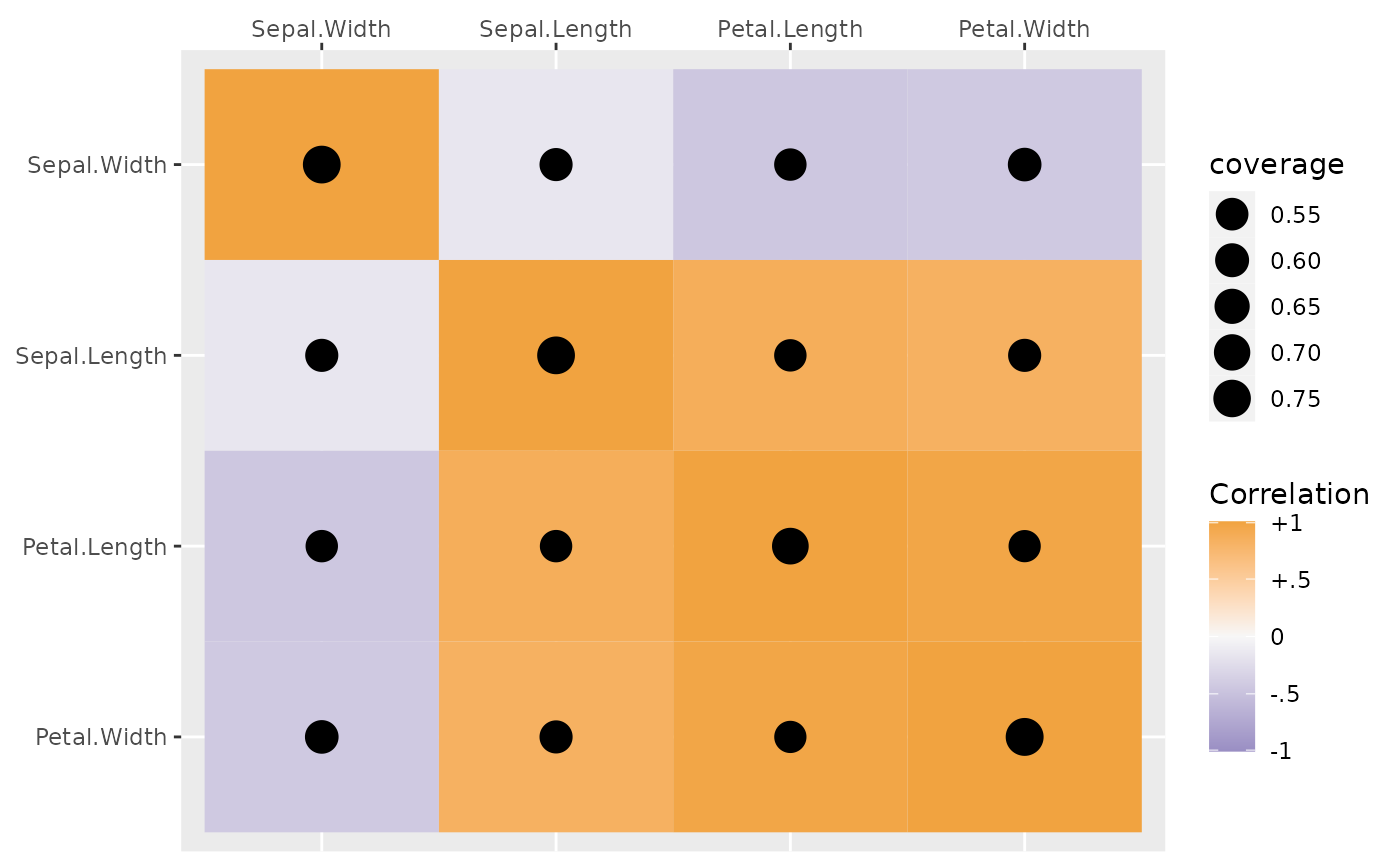 Sepal.Width Sepal.Length Petal.Length Petal.Width
Sepal.Width
Sepal.Length
Petal.Length
Petal.Width
coverage
0.55
0.60
0.65
0.70
0.75
Correlation
+1
+.5
0
-.5
-1